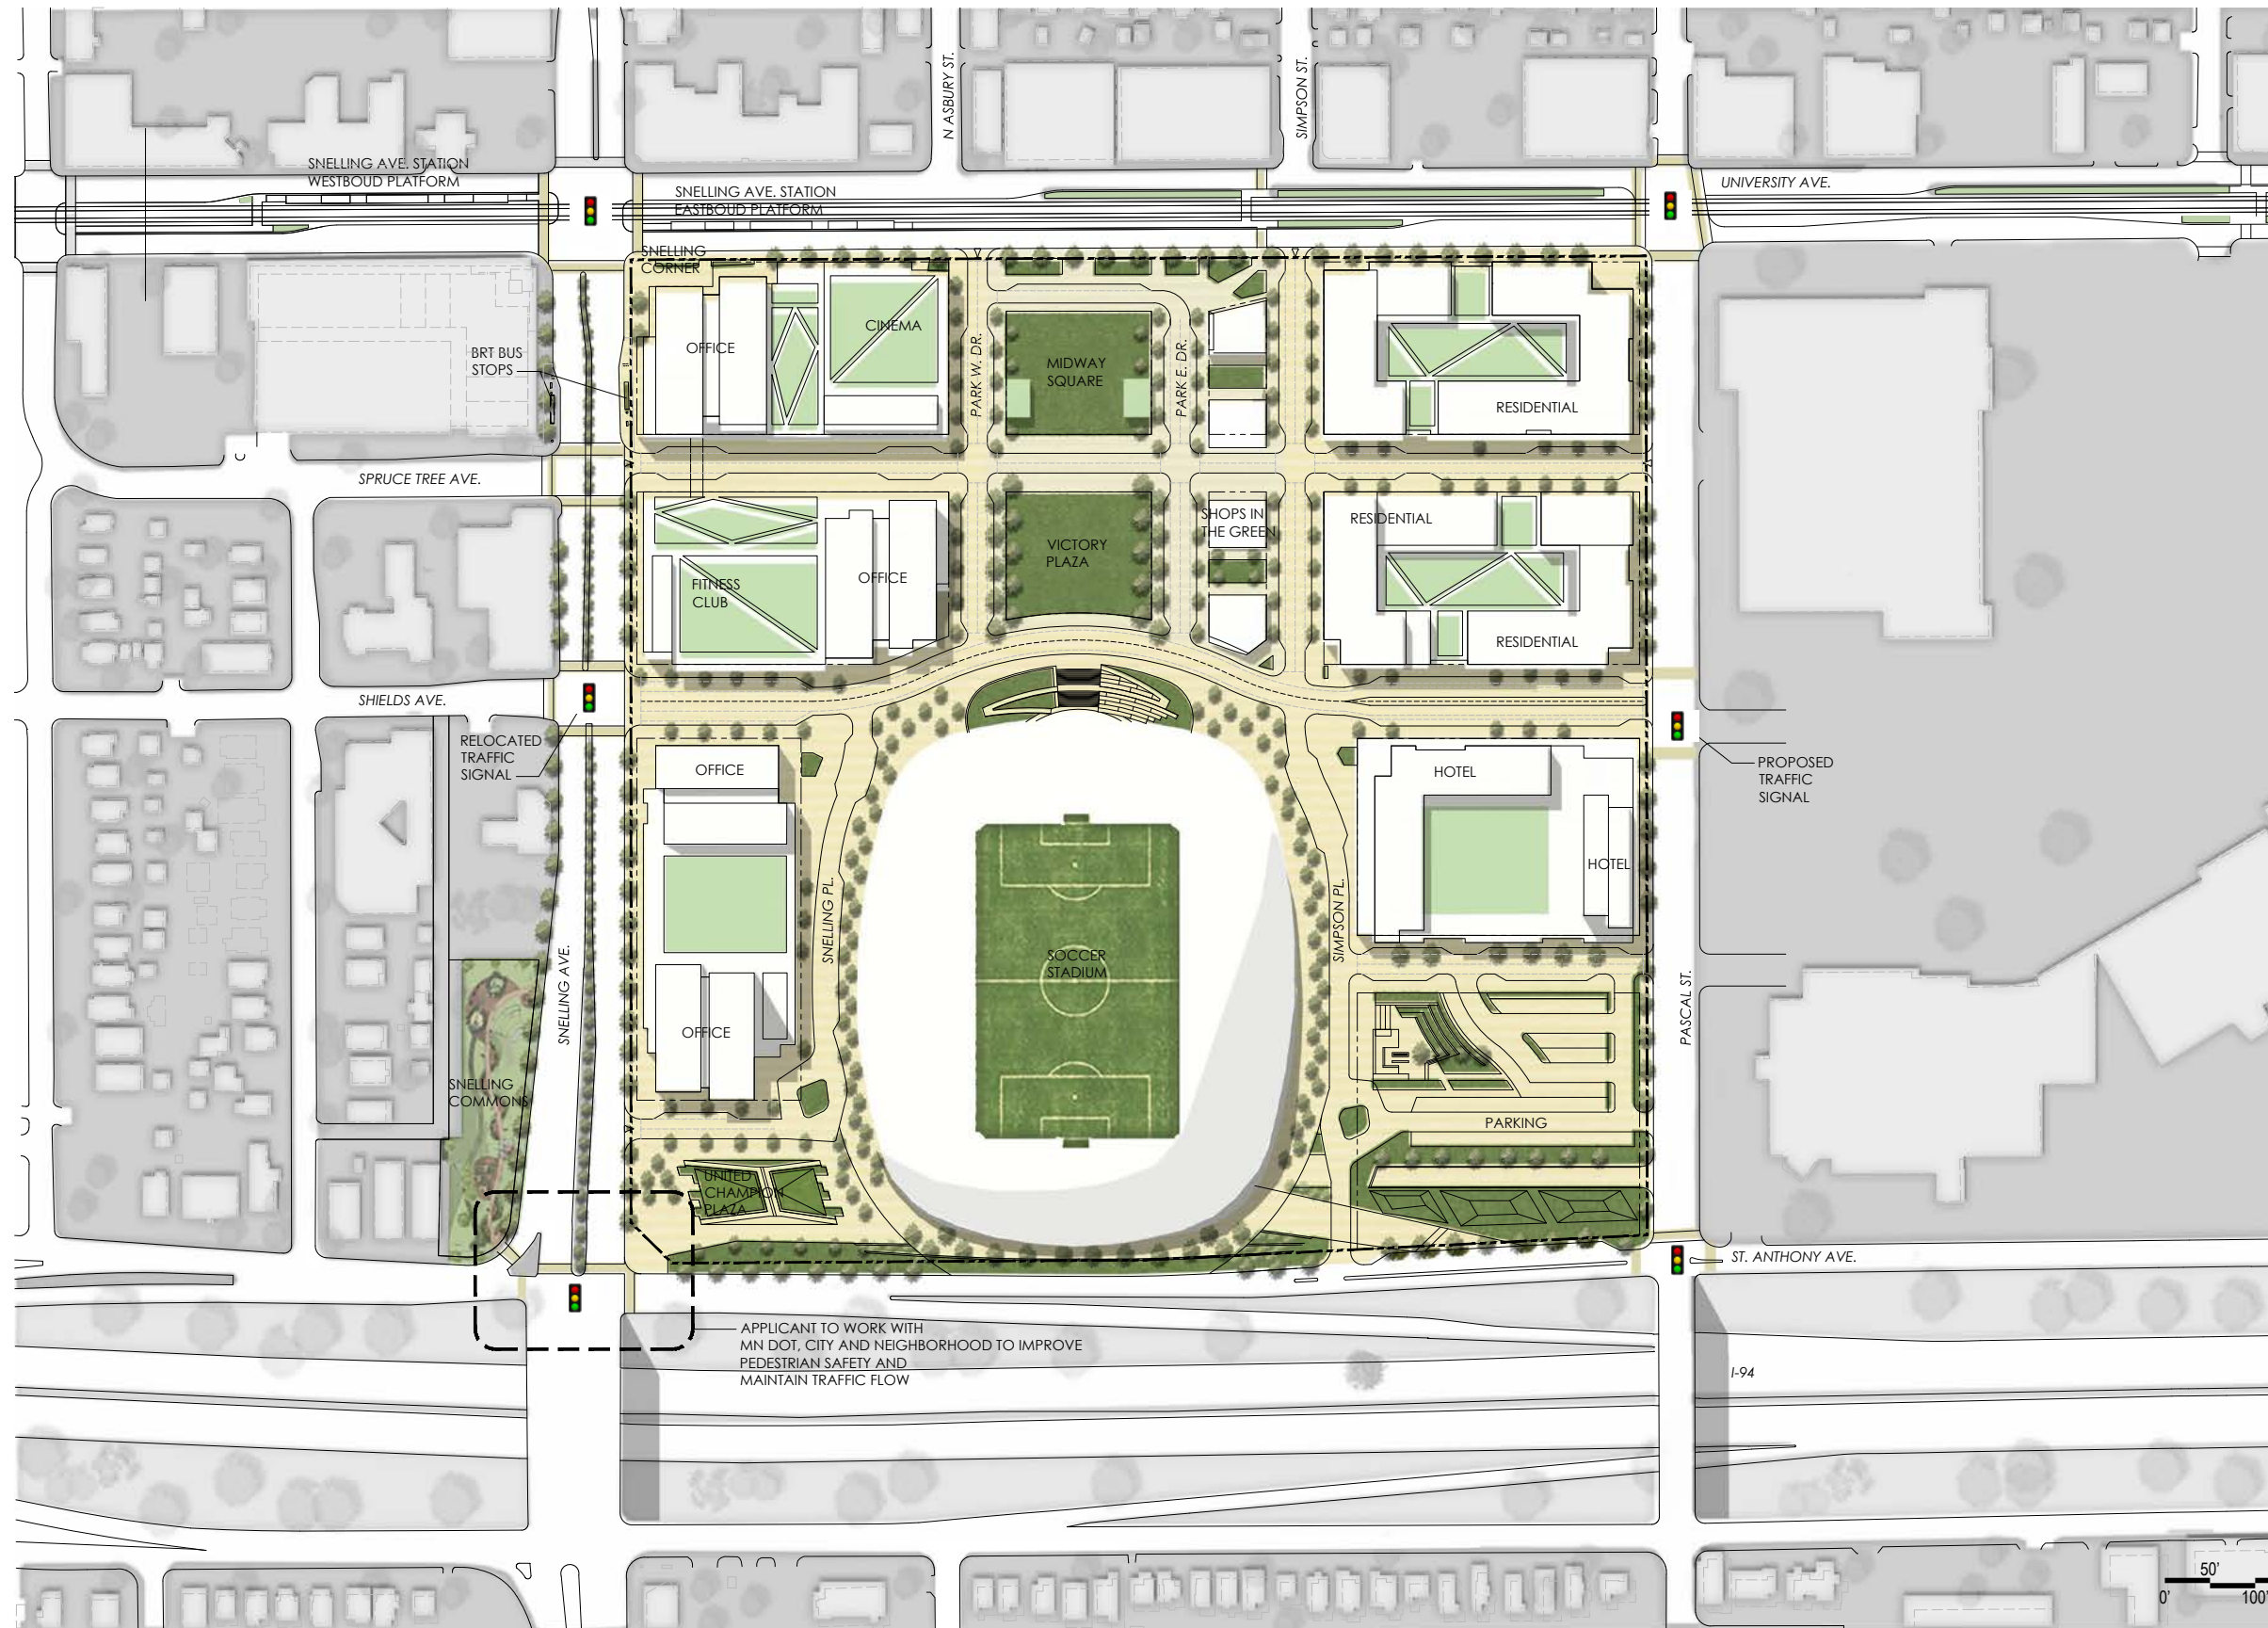 N ASBURY ST.
SIMPSON ST.
SNELLING AVE. STATION
WESTBOUD PLATFORM
SNELLING AVE. STATION
EASTBOUD PLATFORM
UNIVERSITY AVE.
SNELLING
CORNER
OFFICE
CINEMA
PARK W. DR.
MIDWAY
SQUARE
PARK E. DR.
RESIDENTIAL
BRT BUS
STOPS
SPRUCE TREE AVE.
FITNESS
CLUB
OFFICE
VICTORY
PLAZA
SHOPS IN
THE GREEN
RESIDENTIAL
RESIDENTIAL
SHIELDS AVE.
RELOCATED
TRAFFIC
SIGNAL
OFFICE
HOTEL
HOTEL
PROPOSED
TRAFFIC
SIGNAL
SNELLING AVE.
SNELLING PL.
SOCCER
STADIUM
SIMPSON PL.
PASCAL ST.
OFFICE
SNELLING
COMMONS
PARKING
UNITED
CHAMPION
PLAZA
ST. ANTHONY AVE.
APPLICANT TO WORK WITH
MN DOT, CITY AND NEIGHBORHOOD TO IMPROVE
PEDESTRIAN SAFETY AND
MAINTAIN TRAFFIC FLOW
I-94
50'
0'
100'